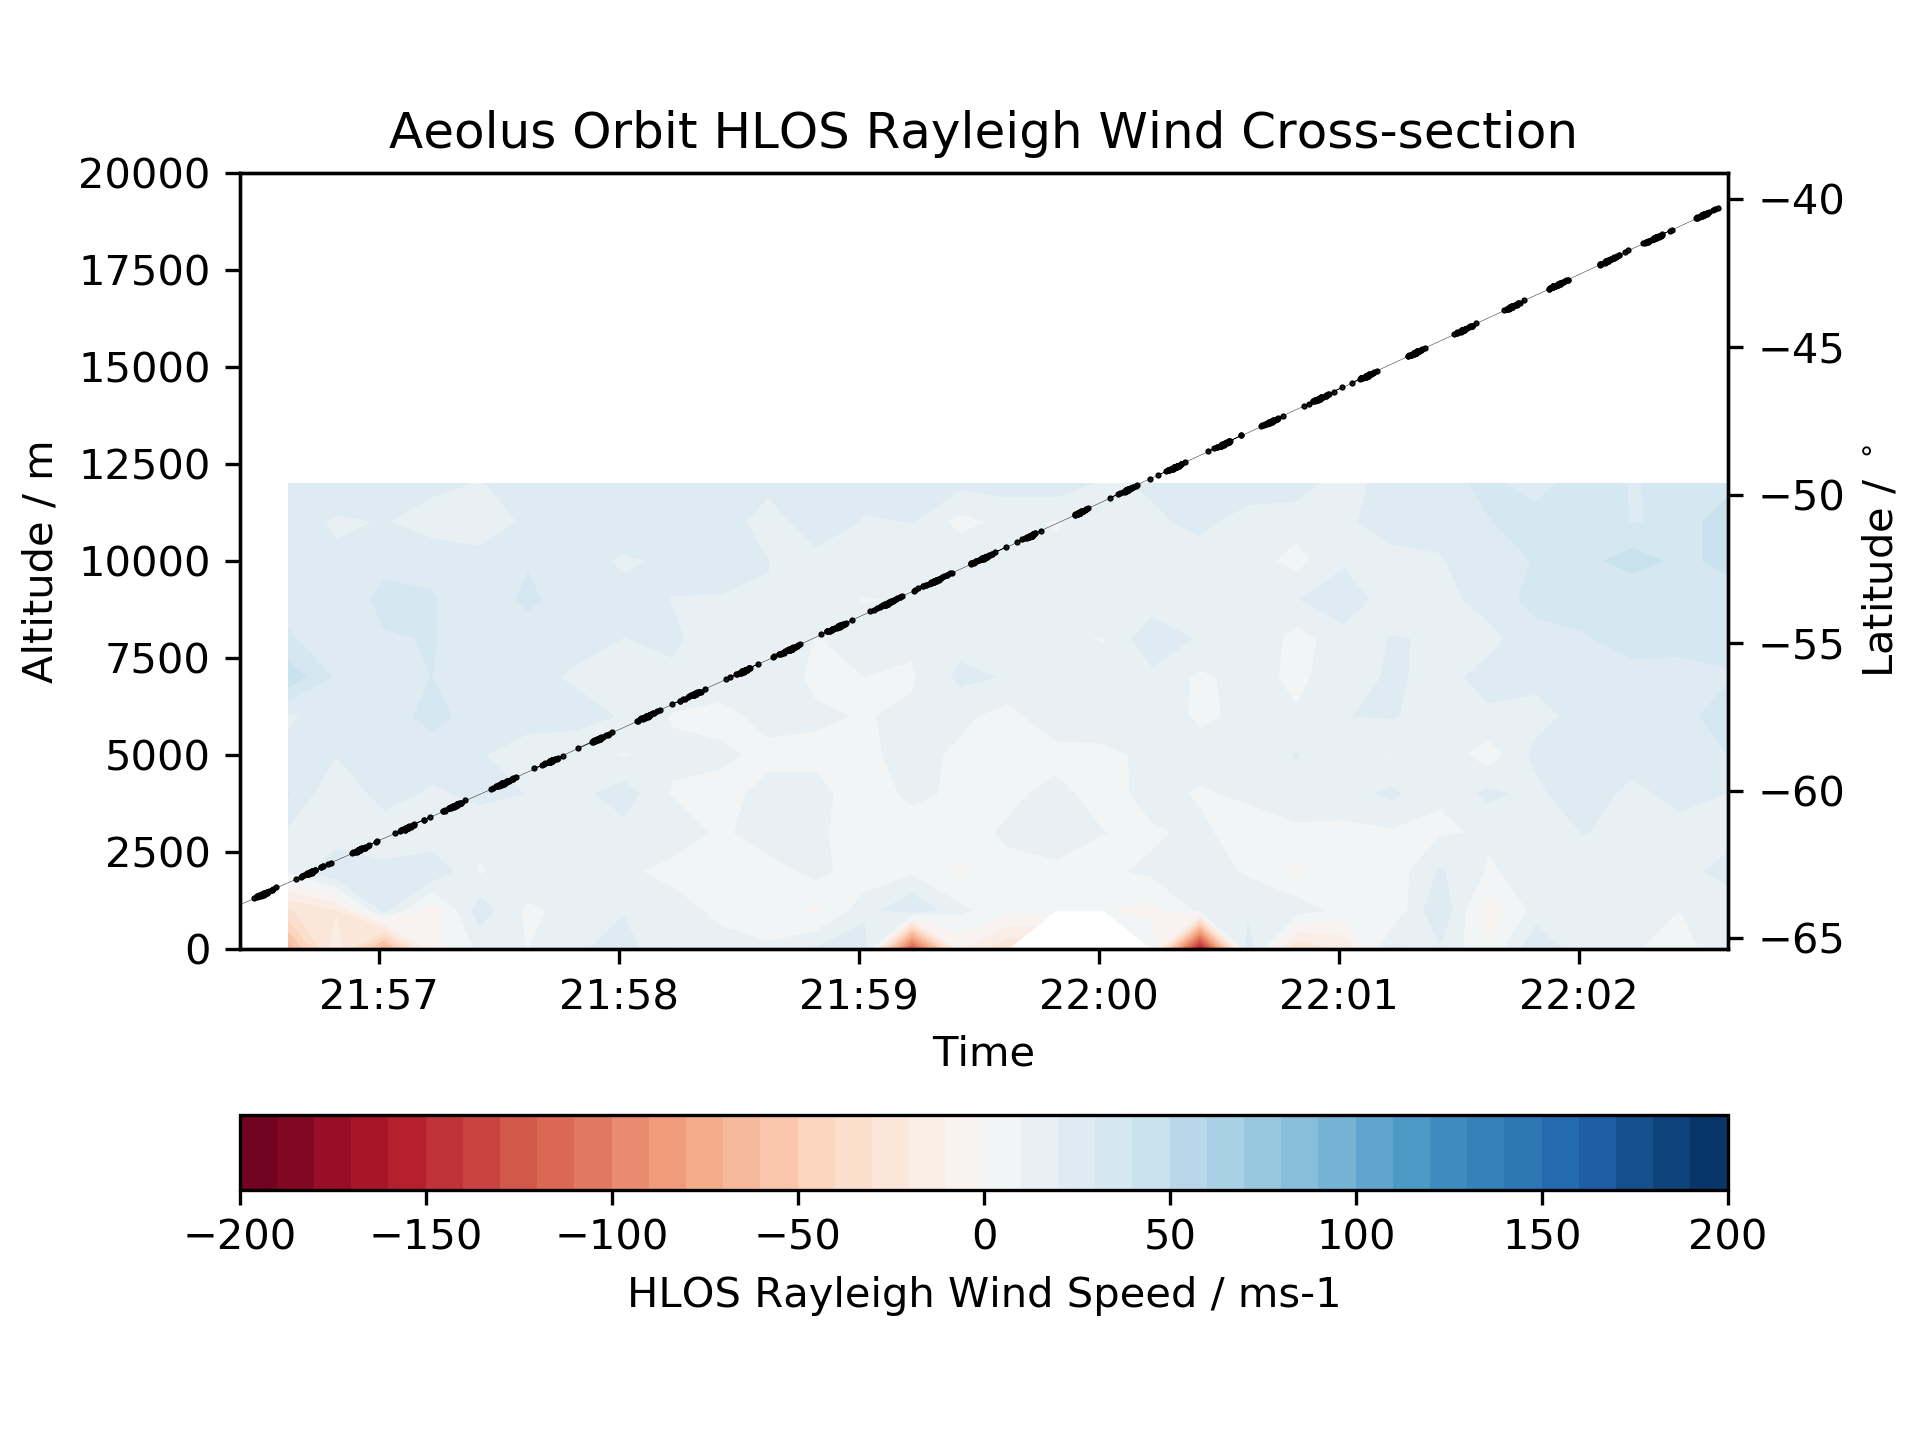 Aeolus Orbit HLOS Rayleigh Wind Cross-section
20000
17500
15000
12500
10000
7500
5000
2500
0
Altitude / m
−40
−45
−50
−55
−60
−65
Latitude / °
21:57 21:58 21:59 22:00 22:01 22:02
Time
−200 −150 −100 −50 0 50 100 150 200
HLOS Rayleigh Wind Speed / ms-1